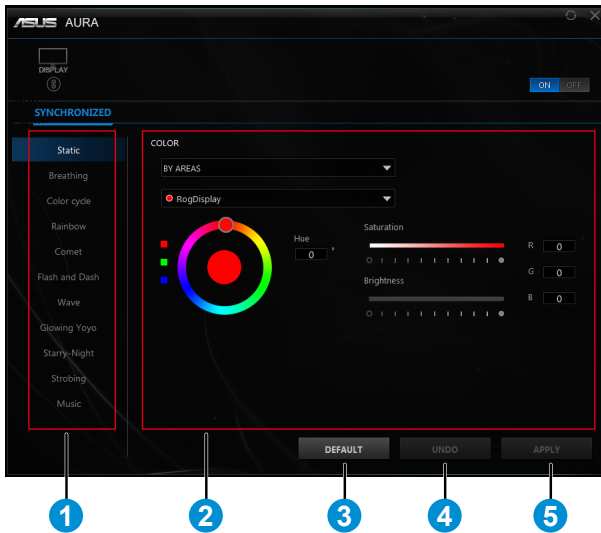 ASUS AURA
DISPLAY
ON OFF
SYNCHRONIZED
Static
Breathing
Color cycle
Rainbow
Comet
Flash and Dash
Wave
Glowing Yoyo
Starry-Night
Strobing
Music
COLOR
BY AREAS
RogDisplay
Hue
0 °
Saturation
Brightness
R 0
G 0
B 0
DEFAULT UNDO APPLY
1 2 3 4 5